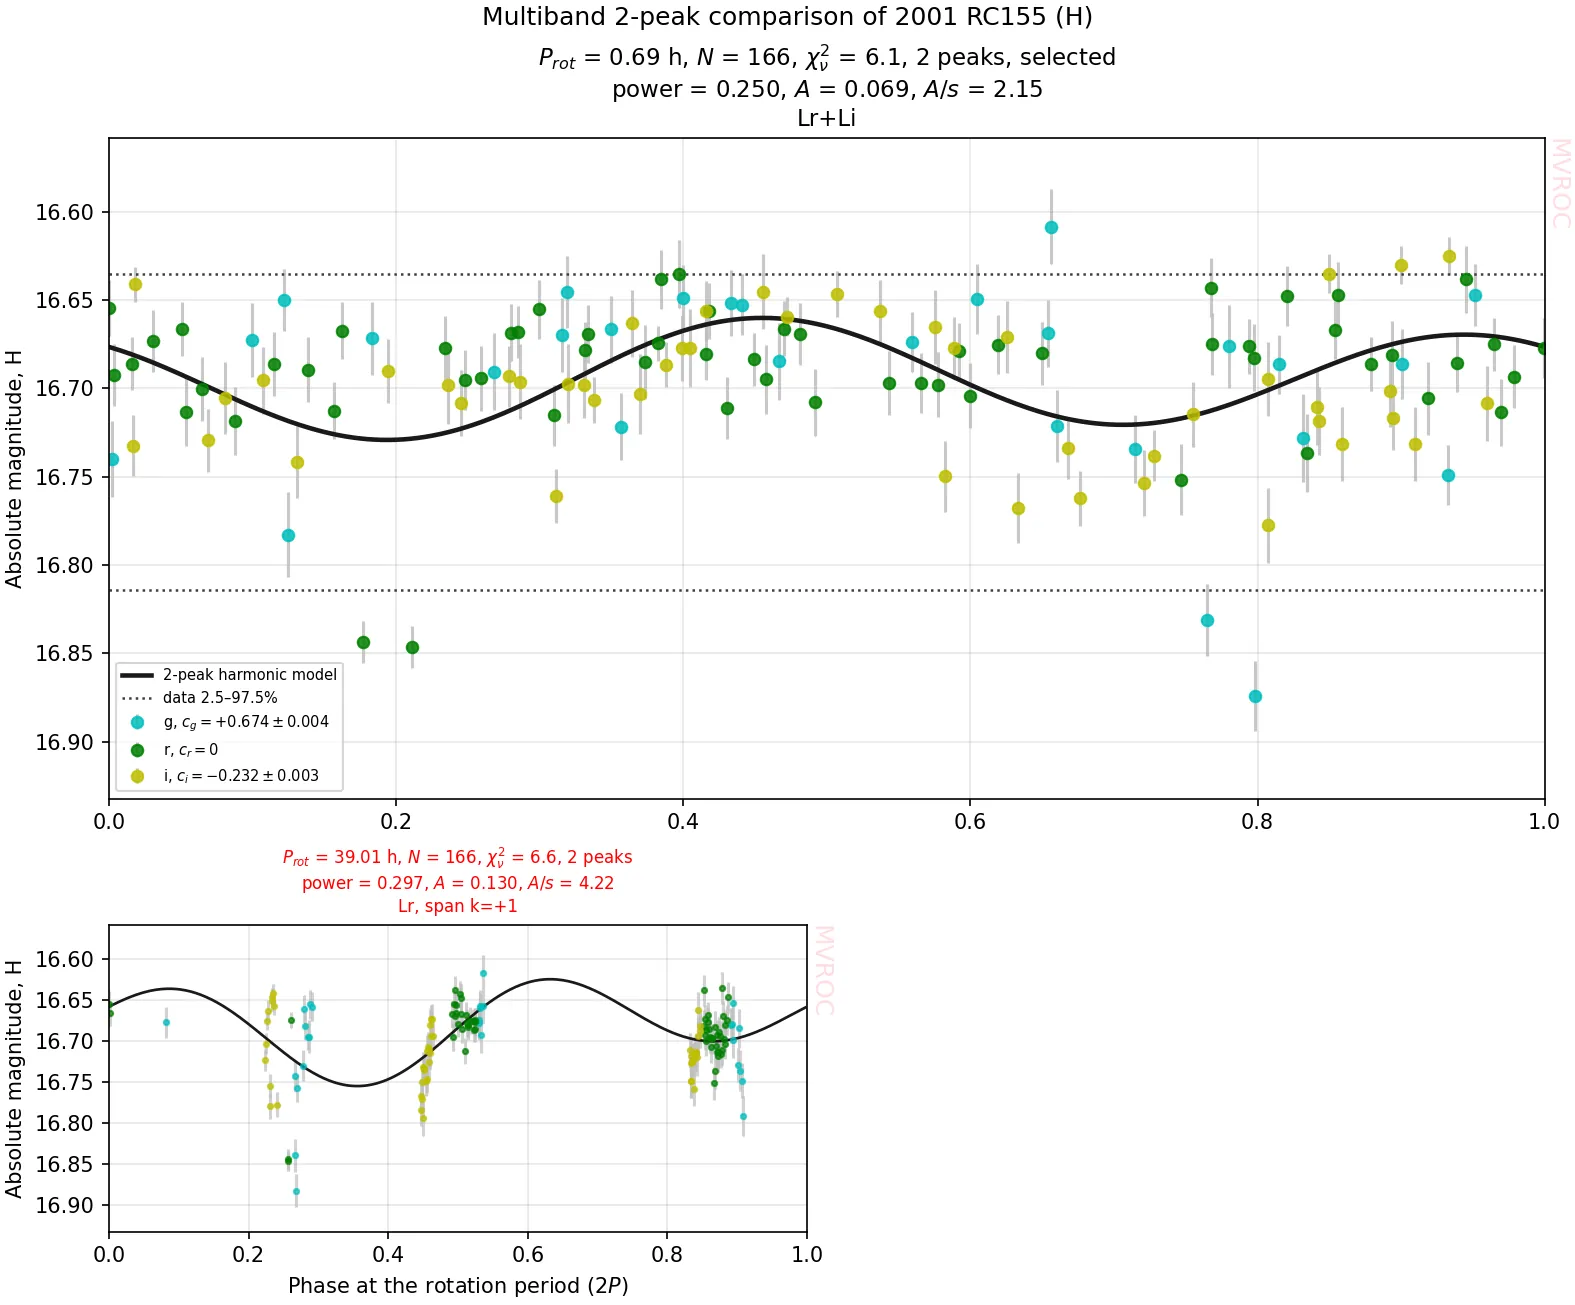 Multiband 2-peak comparison of 2001 RC155 (H)
P_rot = 0.69 h, N = 166, χ²_ν = 6.1, 2 peaks, selected
power = 0.250, A = 0.069, A/s = 2.15
Lr+Li
MVROC
16.60
16.65
16.70
16.75
16.80
16.85
16.90
Absolute magnitude, H
2-peak harmonic model
data 2.5–97.5%
g, c_g = +0.674 ± 0.004
r, c_r = 0
i, c_i = −0.232 ± 0.003
0.0 0.2 0.4 0.6 0.8 1.0
P_rot = 39.01 h, N = 166, χ²_ν = 6.6, 2 peaks
power = 0.297, A = 0.130, A/s = 4.22
Lr, span k=+1
MVROC
16.60
16.65
16.70
16.75
16.80
16.85
16.90
Absolute magnitude, H
0.0 0.2 0.4 0.6 0.8 1.0
Phase at the rotation period (2P)